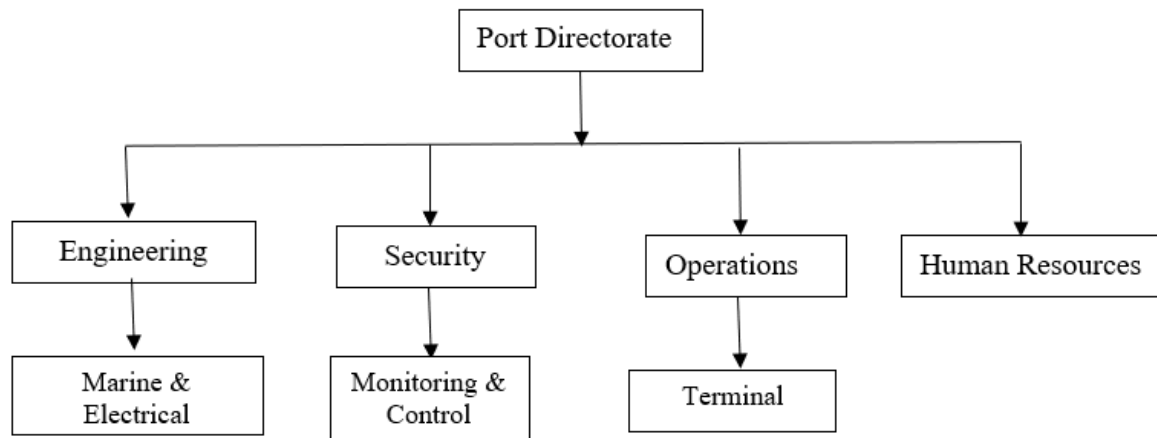 Port Directorate
Engineering
Security
Operations
Human Resources
Marine &
Electrical
Monitoring &
Control
Terminal